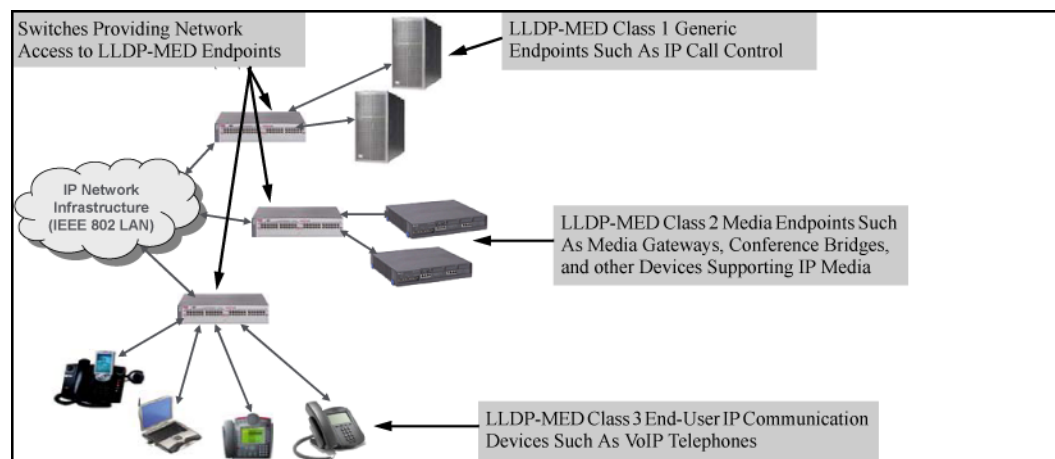 Switches Providing Network
Access to LLDP-MED Endpoints
LLDP-MED Class 1 Generic
Endpoints Such As IP Call Control
IP Network
Infrastructure
(IEEE 802 LAN)
LLDP-MED Class 2 Media Endpoints Such
As Media Gateways, Conference Bridges,
and other Devices Supporting IP Media
LLDP-MED Class 3 End-User IP Communication
Devices Such As VoIP Telephones